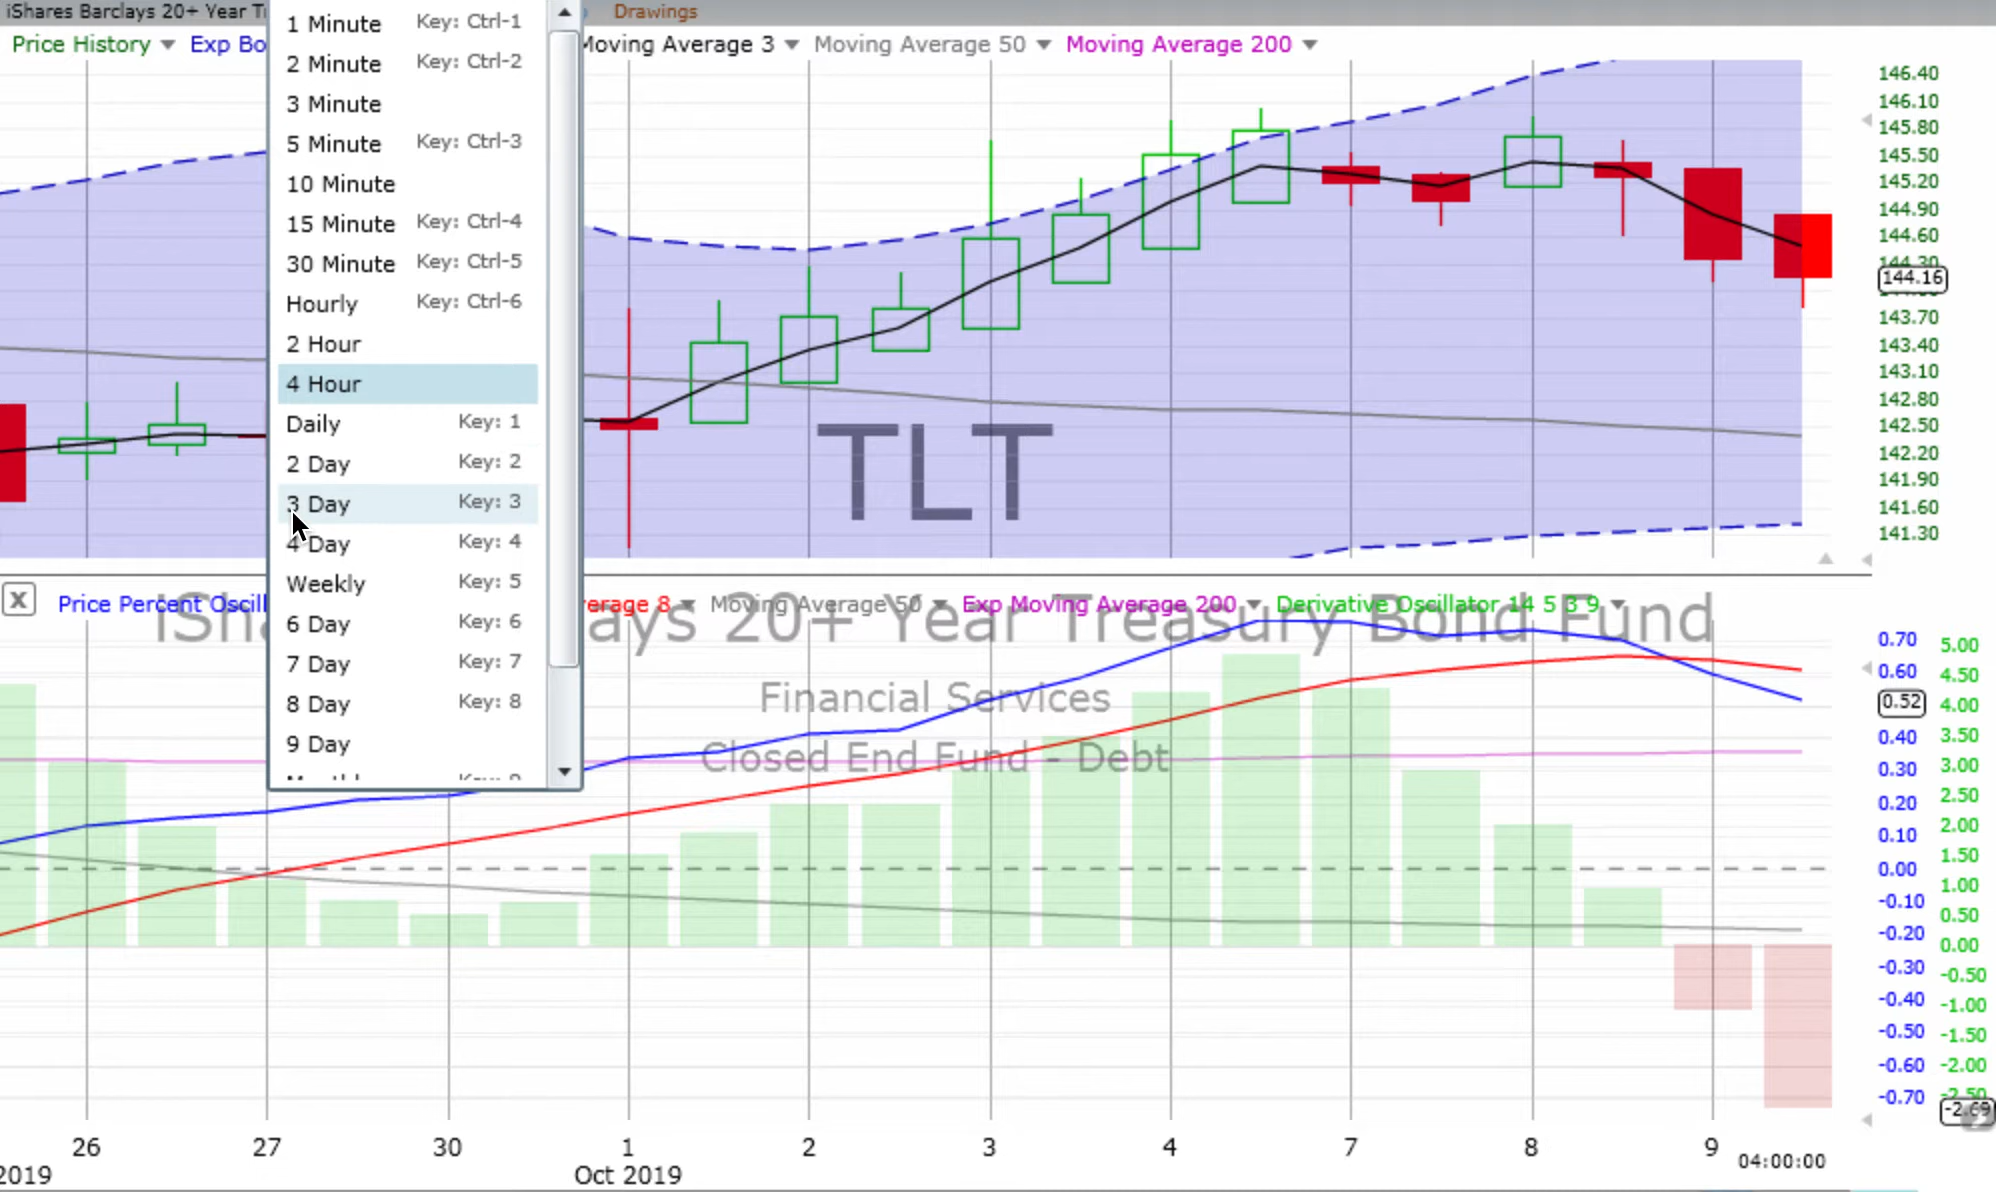 iShares Barclays 20+ Year Tr
Drawings
Price History
Exp Bo
Moving Average 3
Moving Average 50
Moving Average 200
1 Minute Key: Ctrl-1
2 Minute Key: Ctrl-2
3 Minute
5 Minute Key: Ctrl-3
10 Minute
15 Minute Key: Ctrl-4
30 Minute Key: Ctrl-5
Hourly Key: Ctrl-6
2 Hour
4 Hour
Daily Key: 1
2 Day Key: 2
3 Day Key: 3
4 Day Key: 4
Weekly Key: 5
6 Day Key: 6
7 Day Key: 7
8 Day Key: 8
9 Day
TLT
146.40
146.10
145.80
145.50
145.20
144.90
144.60
144.30
144.16
143.70
143.40
143.10
142.80
142.50
142.20
141.90
141.60
141.30
X
Price Percent Oscill
erage 8
Moving Average 50
Exp Moving Average 200
Derivative Oscillator 14 5 3 9
iSha ays 20+ Year Treasury Bond Fund
Financial Services
Closed End Fund - Debt
0.70
0.60
0.52
0.40
0.30
0.20
0.10
0.00
-0.10
-0.20
-0.30
-0.40
-0.50
-0.60
-0.70
5.00
4.50
4.00
3.50
3.00
2.50
2.00
1.50
1.00
0.50
0.00
-0.50
-1.00
-1.50
-2.00
-2.50
-2.69
26 27 30 1 2 3 4 7 8 9
04:00:00
2019
Oct 2019